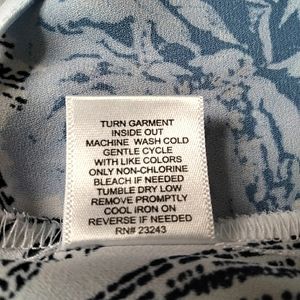 TURN GARMENT
INSIDE OUT
MACHINE WASH COLD
GENTLE CYCLE
WITH LIKE COLORS
ONLY NON-CHLORINE
BLEACH IF NEEDED
TUMBLE DRY LOW
REMOVE PROMPTLY
COOL IRON ON
REVERSE IF NEEDED
RN# 23243